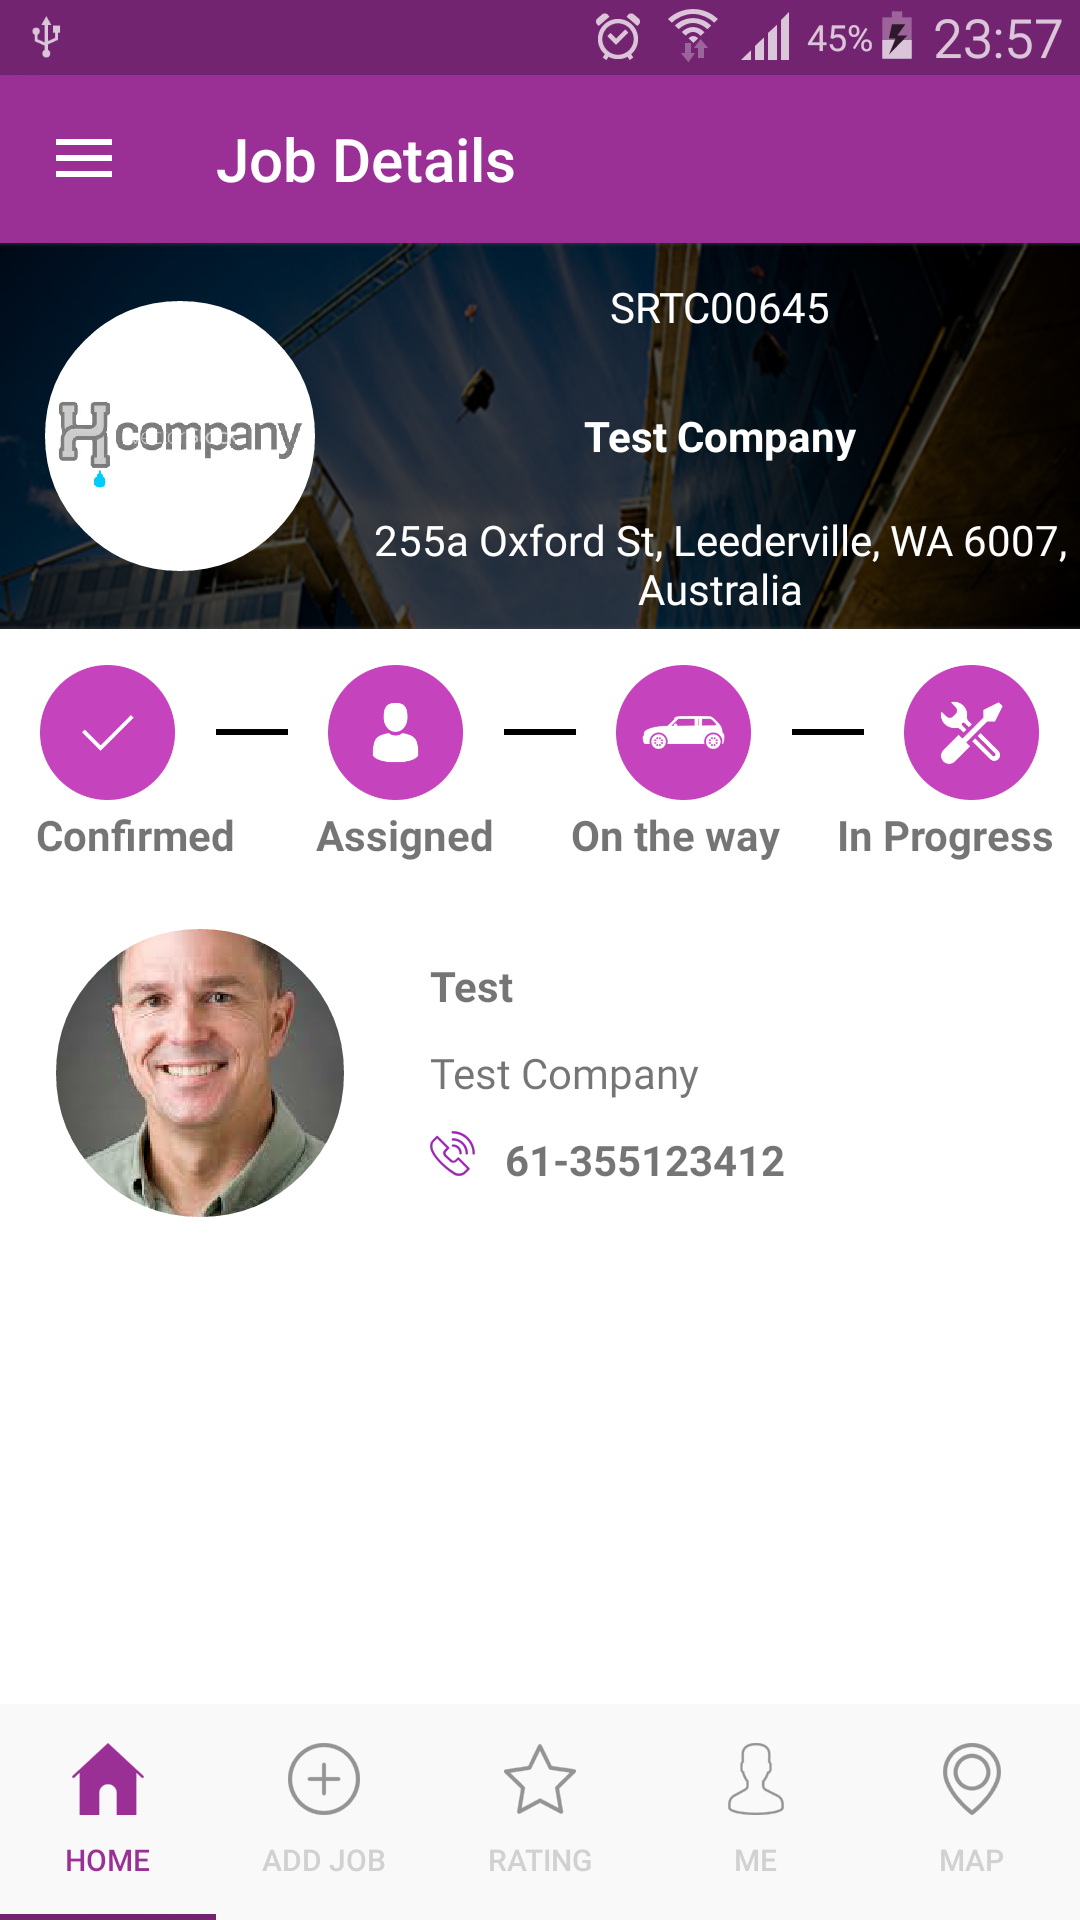 45% 23:57
Job Details
SRTC00645
company
Test Company
255a Oxford St, Leederville, WA 6007,
Australia
Confirmed Assigned On the way In Progress
Test
Test Company
61-355123412
HOME ADD JOB RATING ME MAP